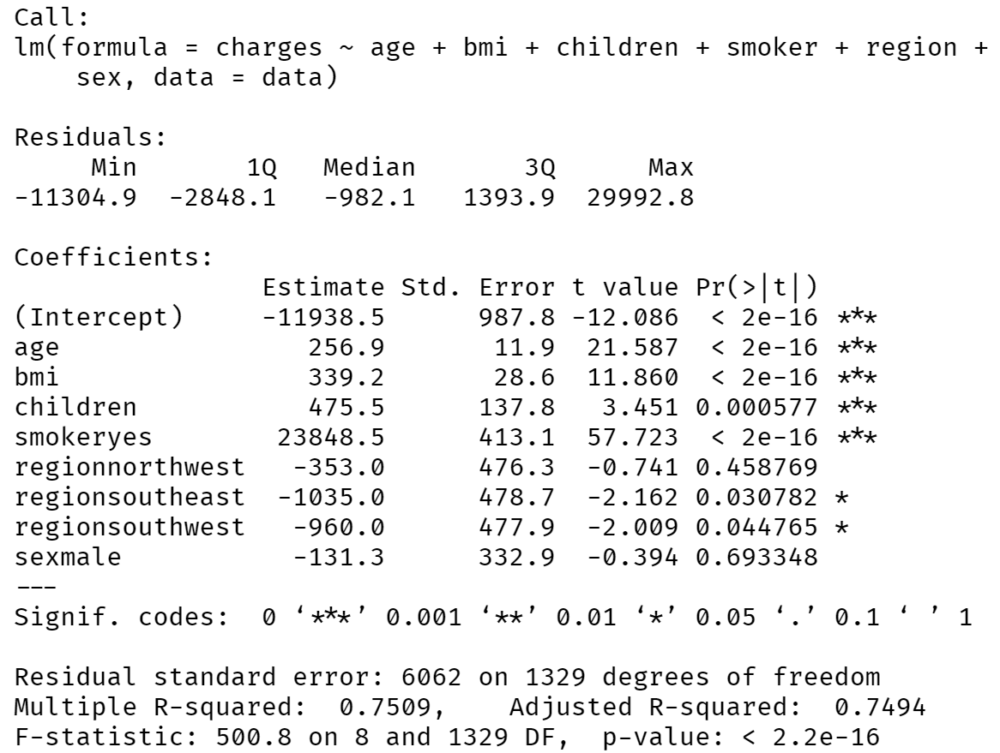 Call:
lm(formula = charges ~ age + bmi + children + smoker + region +
    sex, data = data)

Residuals:
     Min       1Q   Median       3Q      Max
-11304.9  -2848.1   -982.1   1393.9  29992.8

Coefficients:
                Estimate Std. Error t value Pr(>|t|)
(Intercept)     -11938.5      987.8 -12.086  < 2e-16 ***
age                256.9       11.9  21.587  < 2e-16 ***
bmi                339.2       28.6  11.860  < 2e-16 ***
children           475.5      137.8   3.451 0.000577 ***
smokeryes        23848.5      413.1  57.723  < 2e-16 ***
regionnorthwest   -353.0      476.3  -0.741 0.458769
regionsoutheast  -1035.0      478.7  -2.162 0.030782 *
regionsouthwest   -960.0      477.9  -2.009 0.044765 *
sexmale           -131.3      332.9  -0.394 0.693348
---
Signif. codes:  0 ‘***’ 0.001 ‘**’ 0.01 ‘*’ 0.05 ‘.’ 0.1 ‘ ’ 1

Residual standard error: 6062 on 1329 degrees of freedom
Multiple R-squared:  0.7509,    Adjusted R-squared:  0.7494
F-statistic: 500.8 on 8 and 1329 DF,  p-value: < 2.2e-16